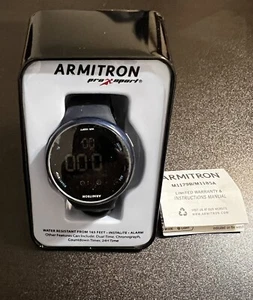 ARMITRON
pro sport
WATER RESISTANT FROM 165 FEET - INSTALITE - ALARM
Other Features Can Include: Dual Time, Chronograph,
Countdown Timer, 24H Time
ARMITRON
LIMITED WARRANTY &
INSTRUCTIONS MANUAL